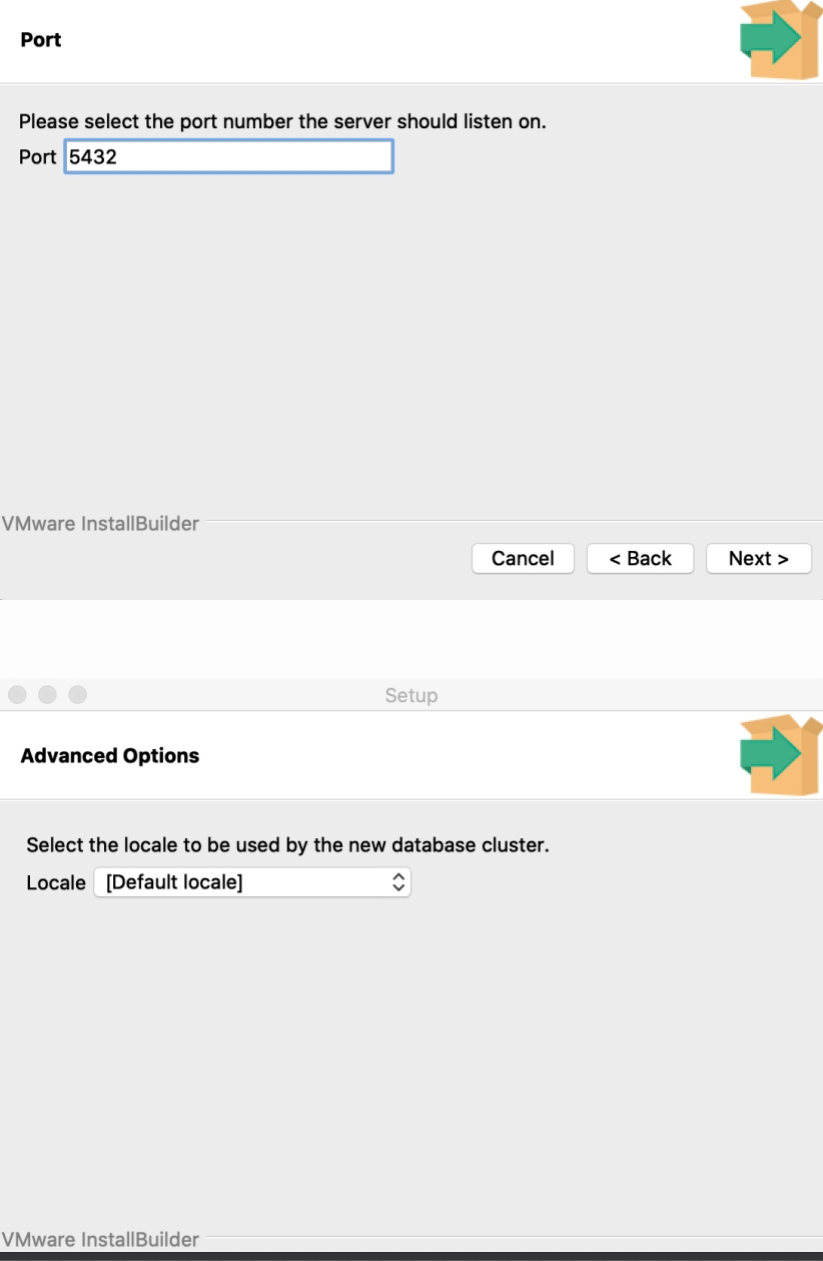 Port
Please select the port number the server should listen on.
Port 5432
VMware InstallBuilder
Cancel < Back Next >
Setup
Advanced Options
Select the locale to be used by the new database cluster.
Locale [Default locale]
VMware InstallBuilder